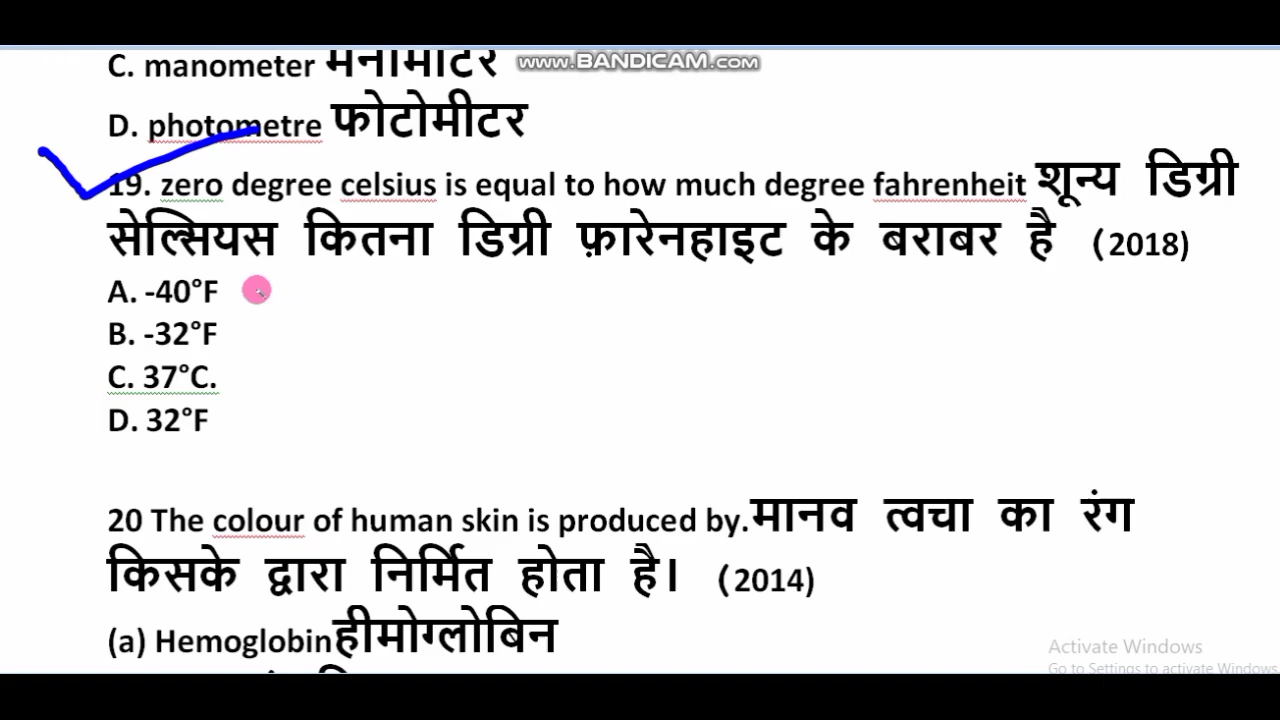 www.BANDICAM.com
C. manometer मैनोमीटर
D. photometre फोटोमीटर
19. zero degree celsius is equal to how much degree fahrenheit शून्य डिग्री
सेल्सियस कितना डिग्री फ़ारेनहाइट के बराबर है (2018)
A. -40°F
B. -32°F
C. 37°C.
D. 32°F
20 The colour of human skin is produced by.मानव त्वचा का रंग
किसके द्वारा निर्मित होता है। (2014)
(a) Hemoglobin हीमोग्लोबिन
Activate Windows
Go to Settings to activate Windows